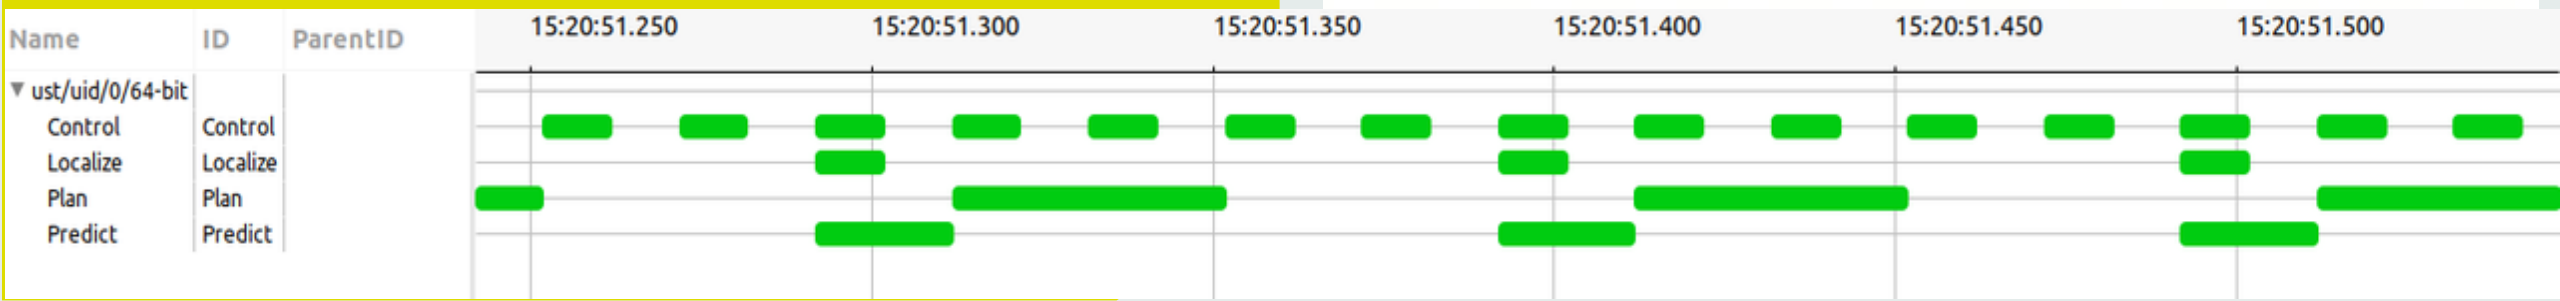 Name ID ParentID 15:20:51.250 15:20:51.300 15:20:51.350 15:20:51.400 15:20:51.450 15:20:51.500
ust/uid/0/64-bit
Control Control
Localize Localize
Plan Plan
Predict Predict